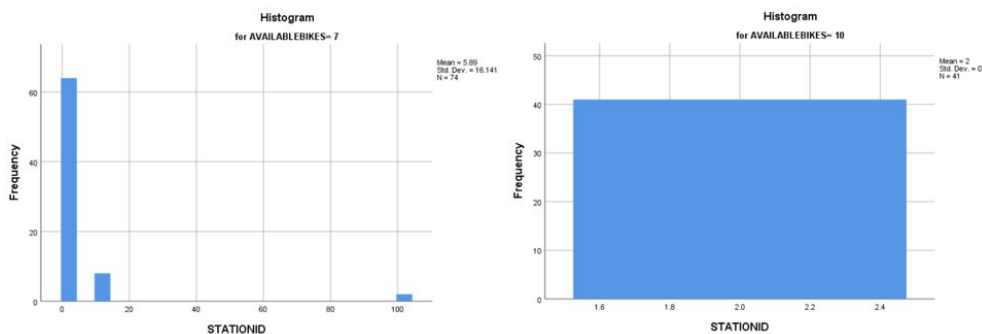 Histogram
for AVAILABLEBIKES= 7
Mean = 5.89
Std. Dev. = 16.141
N = 74
60
40
20
0
Frequency
0 20 40 60 80 100
STATIONID
Histogram
for AVAILABLEBIKES= 10
Mean = 2
Std. Dev. = 0
N = 41
50
40
30
20
10
0
Frequency
1.6 1.8 2.0 2.2 2.4
STATIONID